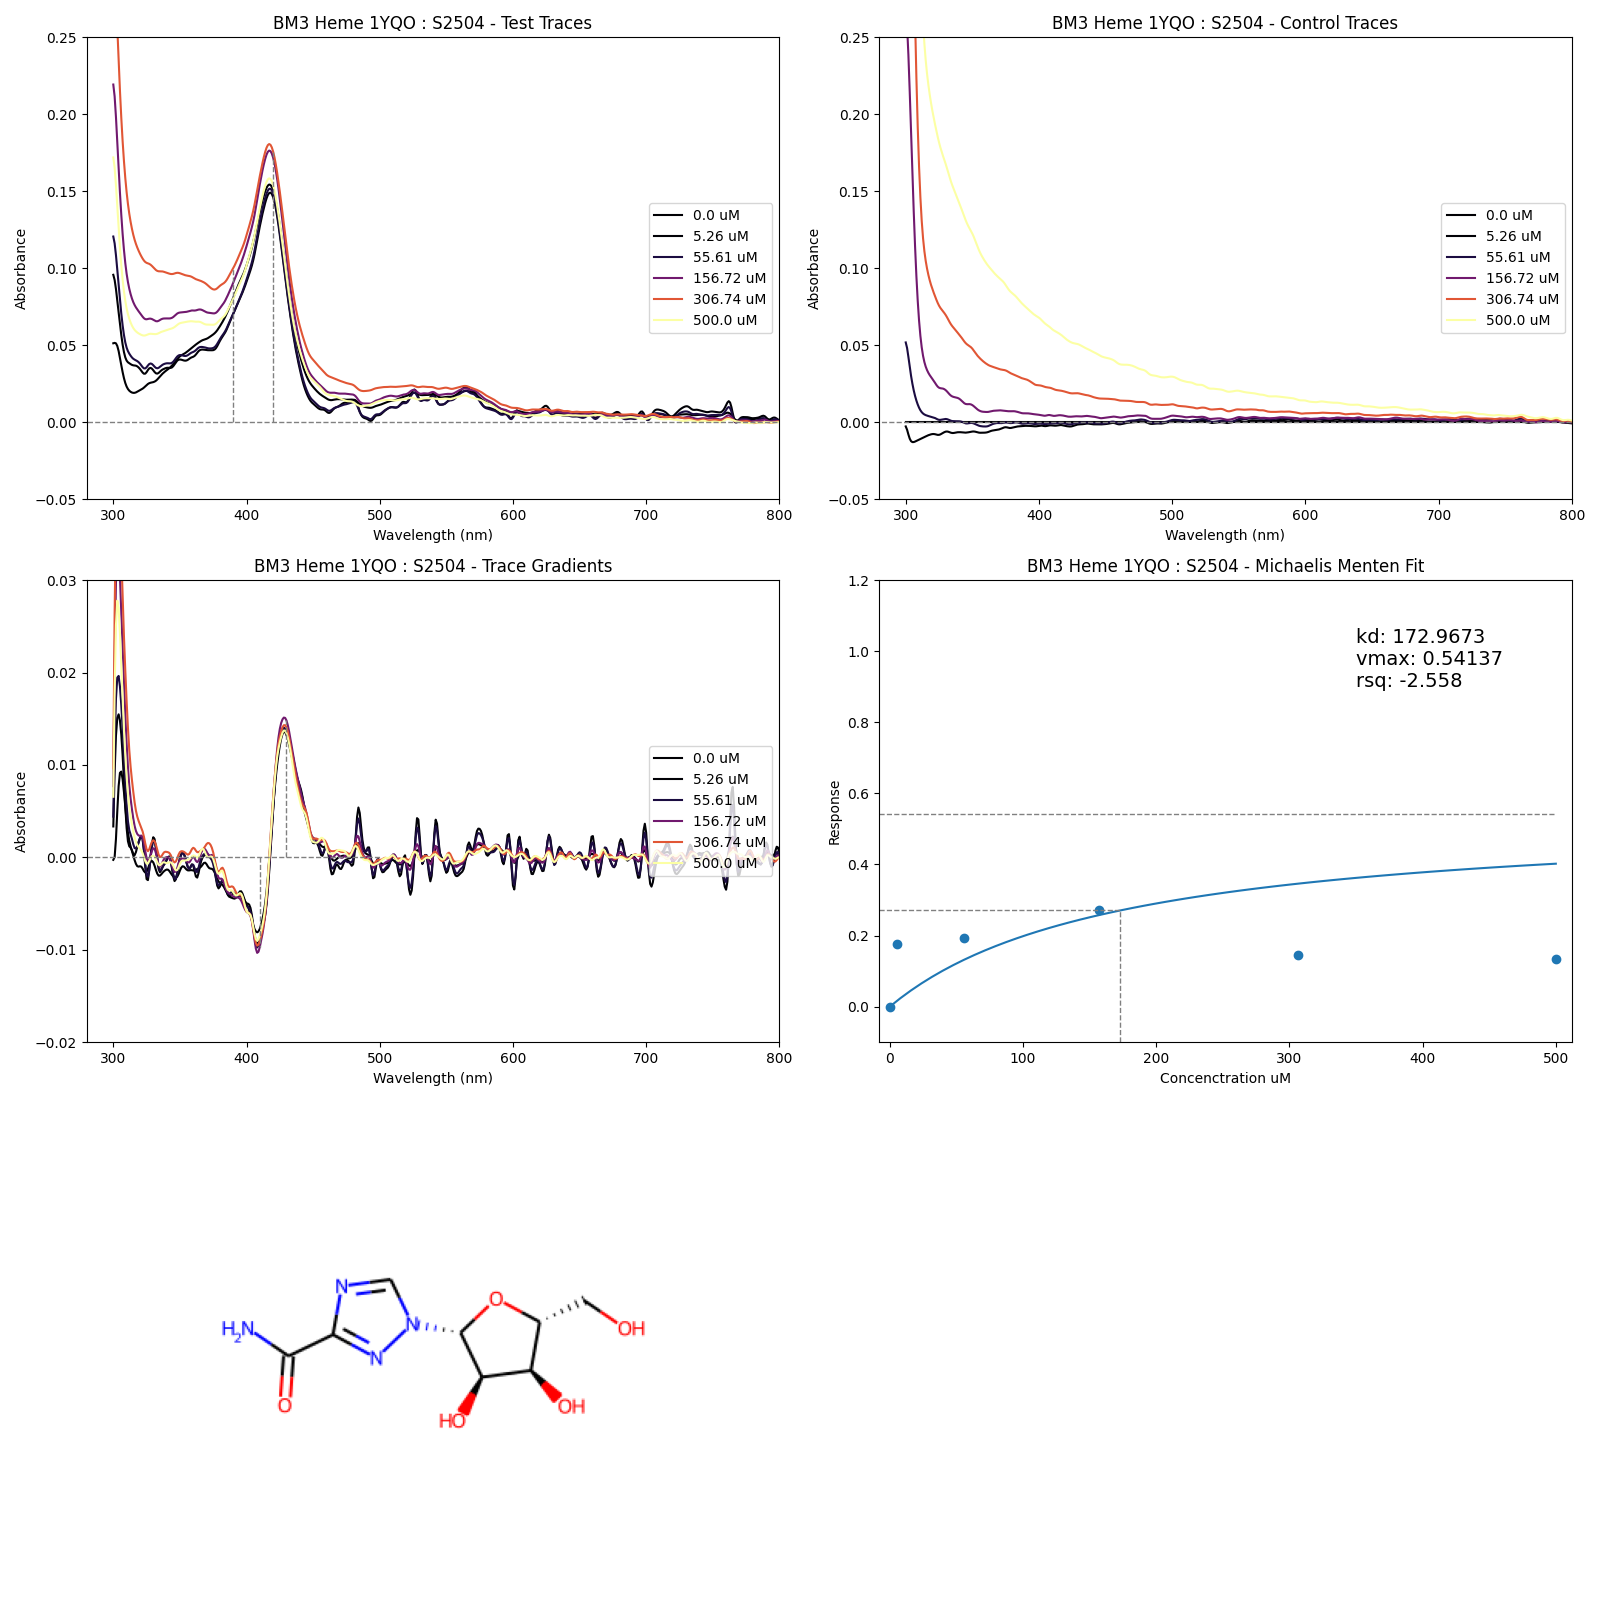 BM3 Heme 1YQO : S2504 - Test Traces
0.25
0.20
0.15
0.10
0.05
0.00
−0.05
Absorbance
300 400 500 600 700 800
Wavelength (nm)
0.0 uM
5.26 uM
55.61 uM
156.72 uM
306.74 uM
500.0 uM
BM3 Heme 1YQO : S2504 - Control Traces
0.25
0.20
0.15
0.10
0.05
0.00
−0.05
Absorbance
300 400 500 600 700 800
Wavelength (nm)
0.0 uM
5.26 uM
55.61 uM
156.72 uM
306.74 uM
500.0 uM
BM3 Heme 1YQO : S2504 - Trace Gradients
0.03
0.02
0.01
0.00
−0.01
−0.02
Absorbance
300 400 500 600 700 800
Wavelength (nm)
0.0 uM
5.26 uM
55.61 uM
156.72 uM
306.74 uM
500.0 uM
BM3 Heme 1YQO : S2504 - Michaelis Menten Fit
1.2
1.0
0.8
0.6
0.4
0.2
0.0
Response
kd: 172.9673
vmax: 0.54137
rsq: -2.558
0 100 200 300 400 500
Concenctration uM
N
O
H2N
N
OH
N
O
HO
OH